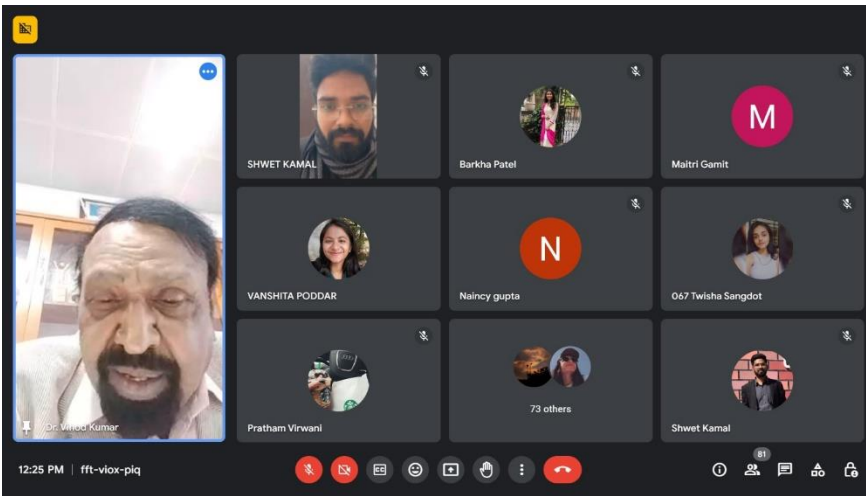 SHWET KAMAL
Barkha Patel
M
Maitri Gamit
VANSHITA PODDAR
N
Naincy gupta
067 Twisha Sangdot
Dr. Vinod Kumar
Pratham Virwani
73 others
Shwet Kamal
12:25 PM | fft-viox-piq
CC
81